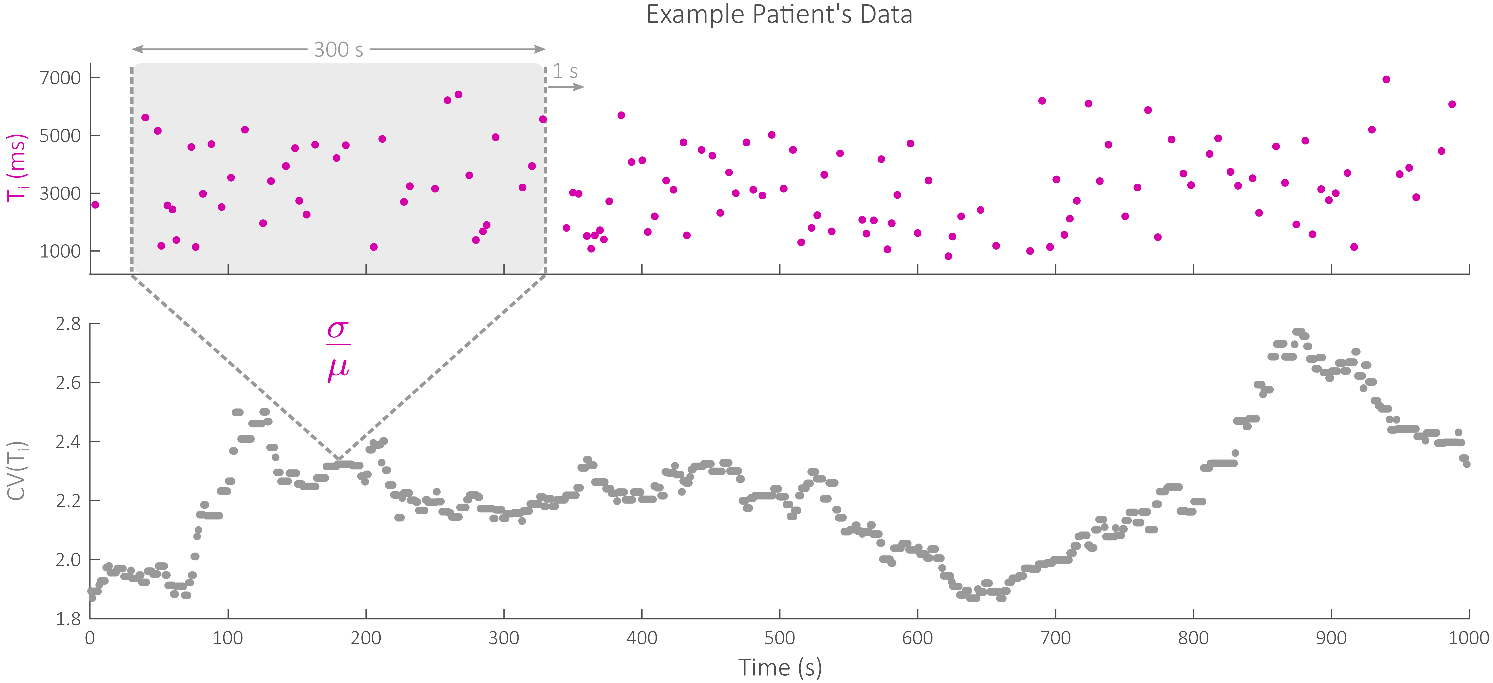 Example Patient's Data
300 s
1 s
7000
5000
3000
1000
Ti (ms)
σ
μ
2.8
2.6
2.4
2.2
2.0
1.8
CV(Ti)
0 100 200 300 400 500 600 700 800 900 1000
Time (s)